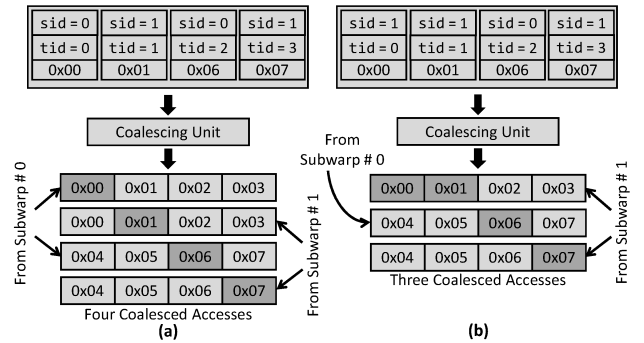 sid = 0 sid = 1 sid = 0 sid = 1
tid = 0 tid = 1 tid = 2 tid = 3
0x00 0x01 0x06 0x07
Coalescing Unit
From Subwarp # 0
0x00 0x01 0x02 0x03
0x00 0x01 0x02 0x03
0x04 0x05 0x06 0x07
0x04 0x05 0x06 0x07
From Subwarp # 1
Four Coalesced Accesses
(a)
sid = 1 sid = 1 sid = 0 sid = 1
tid = 0 tid = 1 tid = 2 tid = 3
0x00 0x01 0x06 0x07
Coalescing Unit
From
Subwarp # 0
0x00 0x01 0x02 0x03
0x04 0x05 0x06 0x07
0x04 0x05 0x06 0x07
From Subwarp # 1
Three Coalesced Accesses
(b)